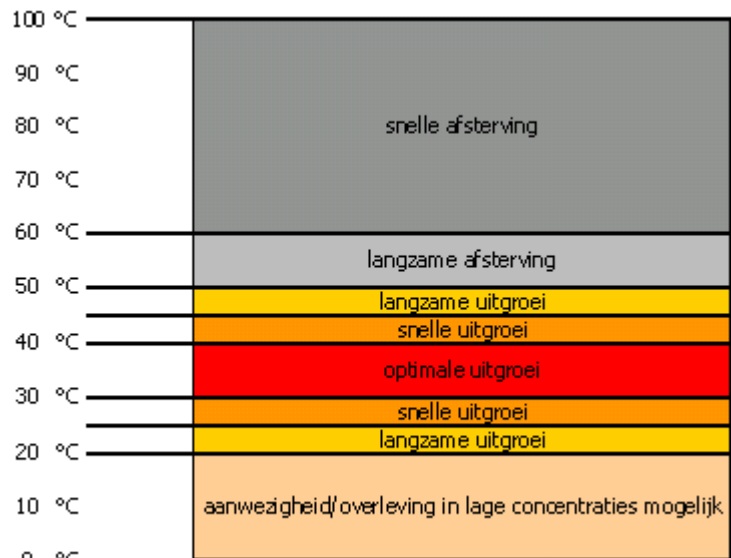 100 °C
90 °C
80 °C
snelle afsterving
70 °C
60 °C
langzame afsterving
50 °C
langzame uitgroei
snelle uitgroei
40 °C
optimale uitgroei
30 °C
snelle uitgroei
langzame uitgroei
20 °C
10 °C
aanwezigheid/overleving in lage concentraties mogelijk